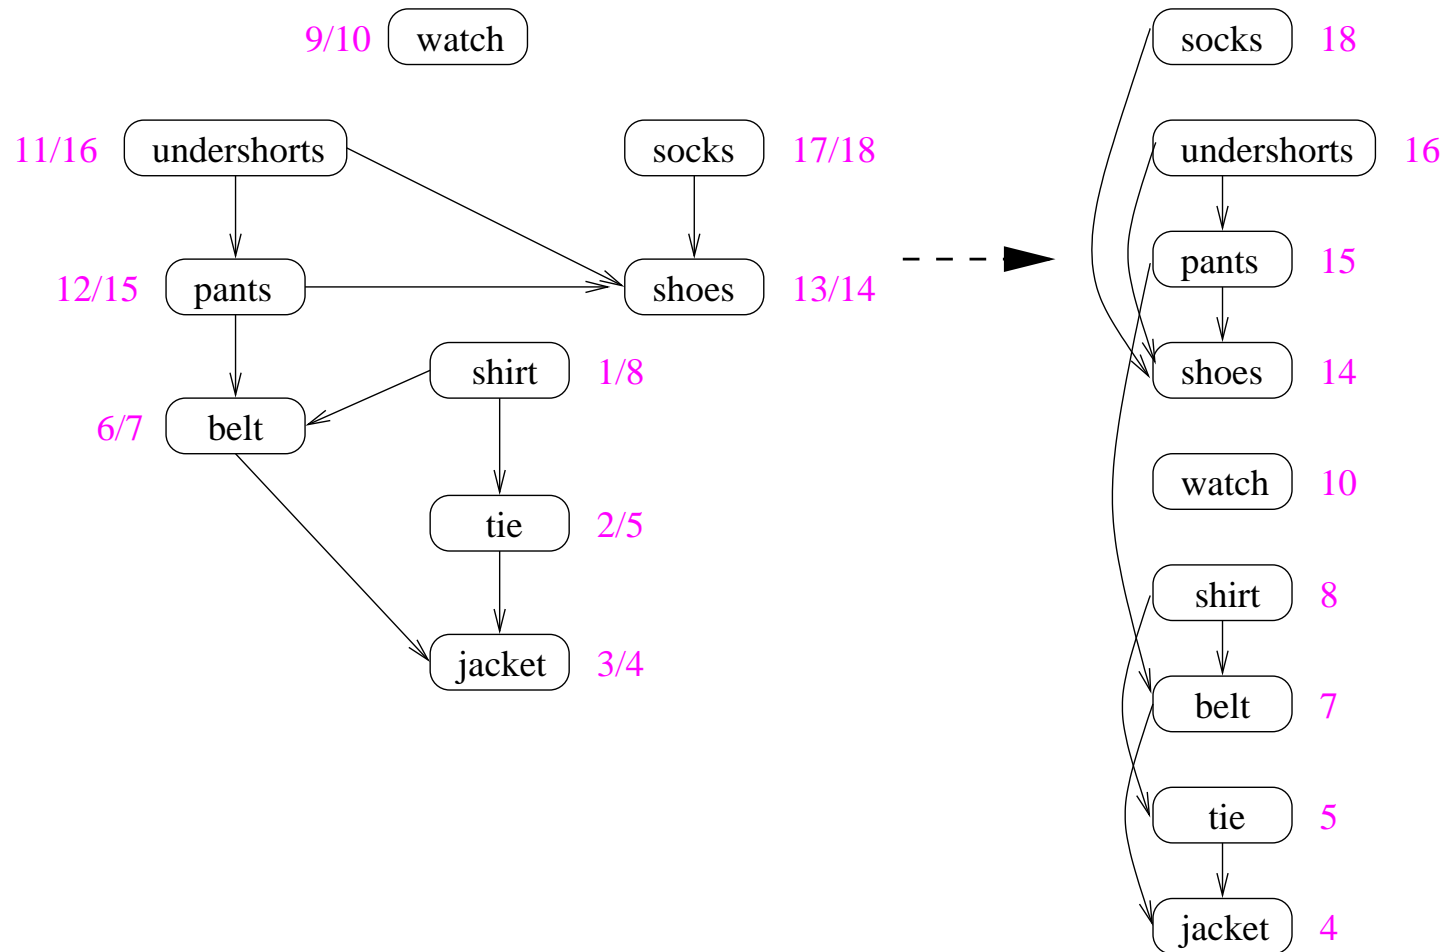 9/10 watch
11/16 undershorts
socks 17/18
12/15 pants
shoes 13/14
shirt 1/8
6/7 belt
tie 2/5
jacket 3/4
socks 18
undershorts 16
pants 15
shoes 14
watch 10
shirt 8
belt 7
tie 5
jacket 4